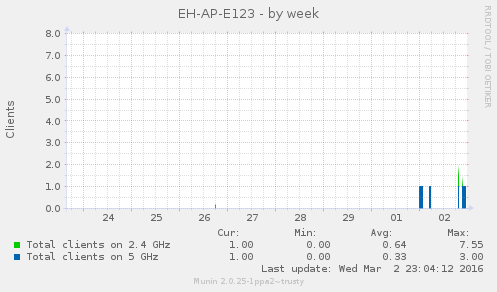 EH-AP-E123 - by week
RRDTOOL / TOBI OETIKER
Clients
8.0
7.0
6.0
5.0
4.0
3.0
2.0
1.0
0.0
24 25 26 27 28 29 01 02
Cur: Min: Avg: Max:
Total clients on 2.4 GHz 1.00 0.00 0.64 7.55
Total clients on 5 GHz 1.00 0.00 0.33 3.00
Last update: Wed Mar 2 23:04:12 2016
Munin 2.0.25-1ppa2~trusty